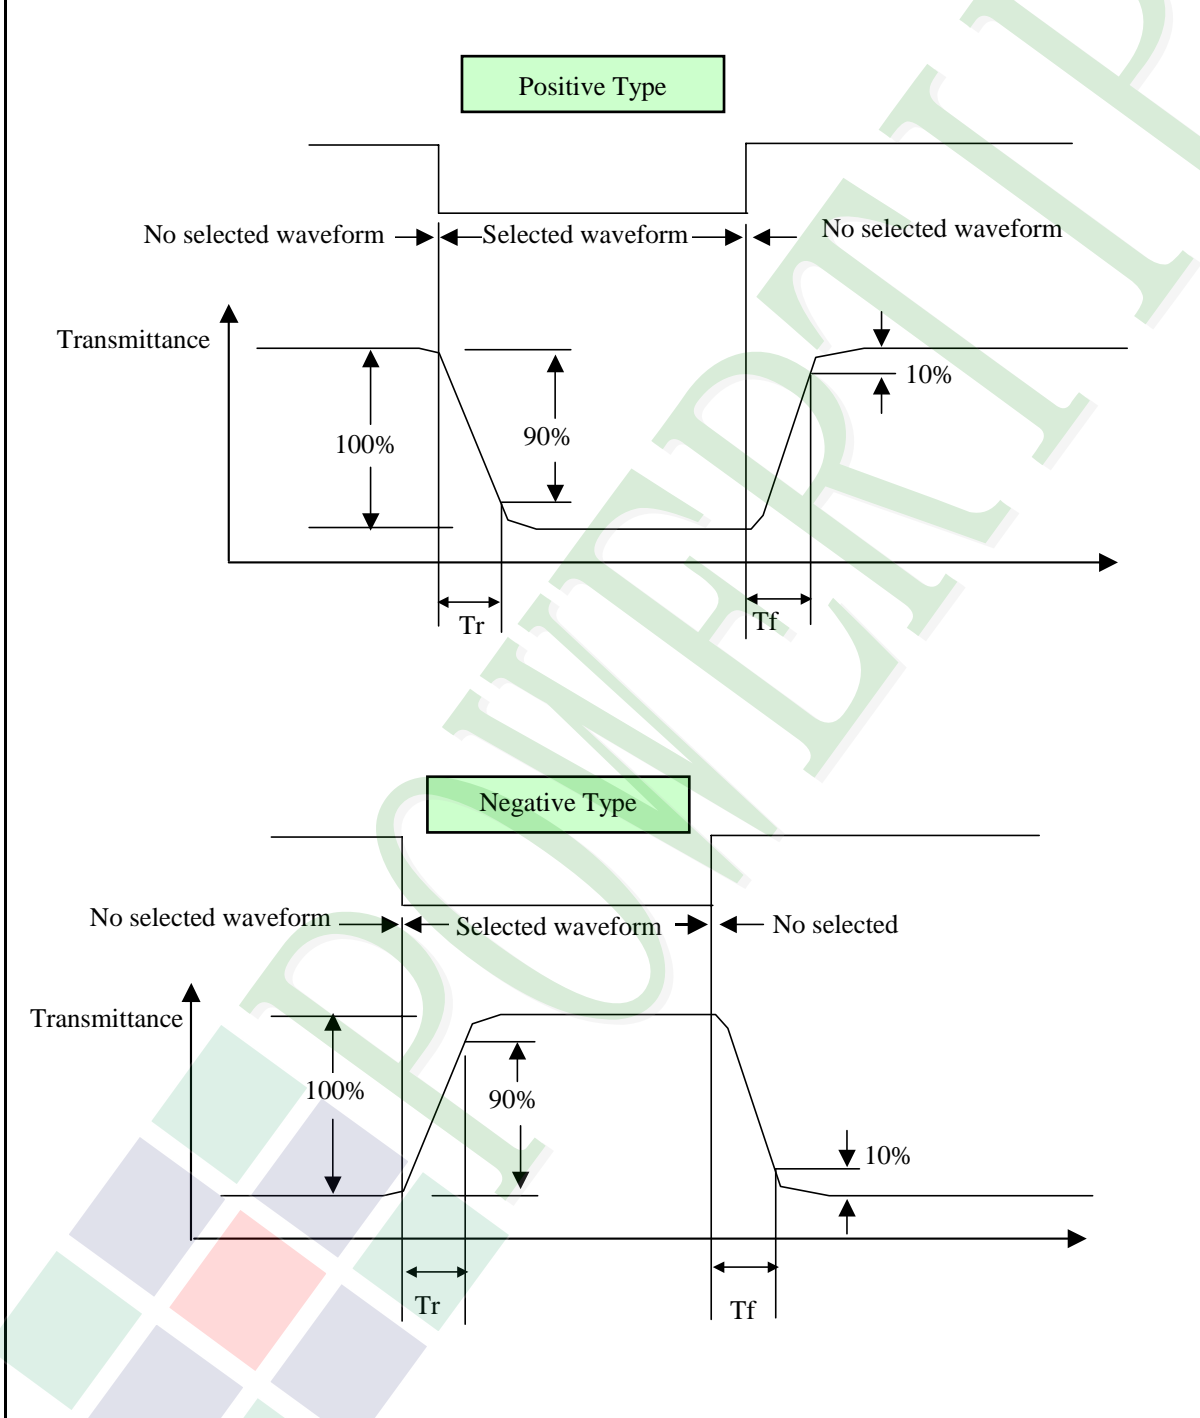 Positive Type
No selected waveform
Selected waveform
No selected waveform
Transmittance
10%
100%
90%
Tr
Tf
Negative Type
No selected waveform
Selected waveform
No selected
Transmittance
100%
90%
10%
Tr
Tf
POWERTIP